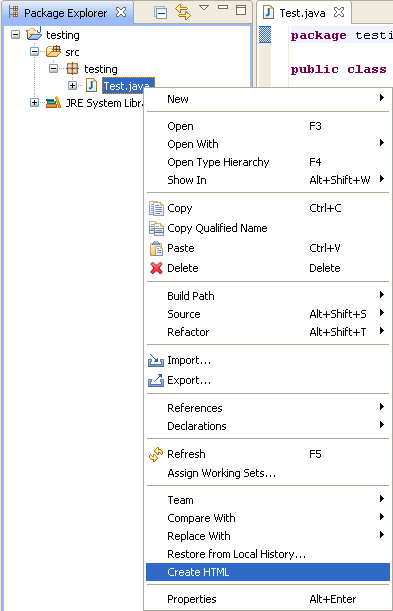 Package Explorer
testing
src
testing
Test.java
JRE System Libra
Test.java
package testi
public class
New
Open F3
Open With
Open Type Hierarchy F4
Show In Alt+Shift+W
Copy Ctrl+C
Copy Qualified Name
Paste Ctrl+V
Delete Delete
Build Path
Source Alt+Shift+S
Refactor Alt+Shift+T
Import...
Export...
References
Declarations
Refresh F5
Assign Working Sets...
Team
Compare With
Replace With
Restore from Local History...
Create HTML
Properties Alt+Enter